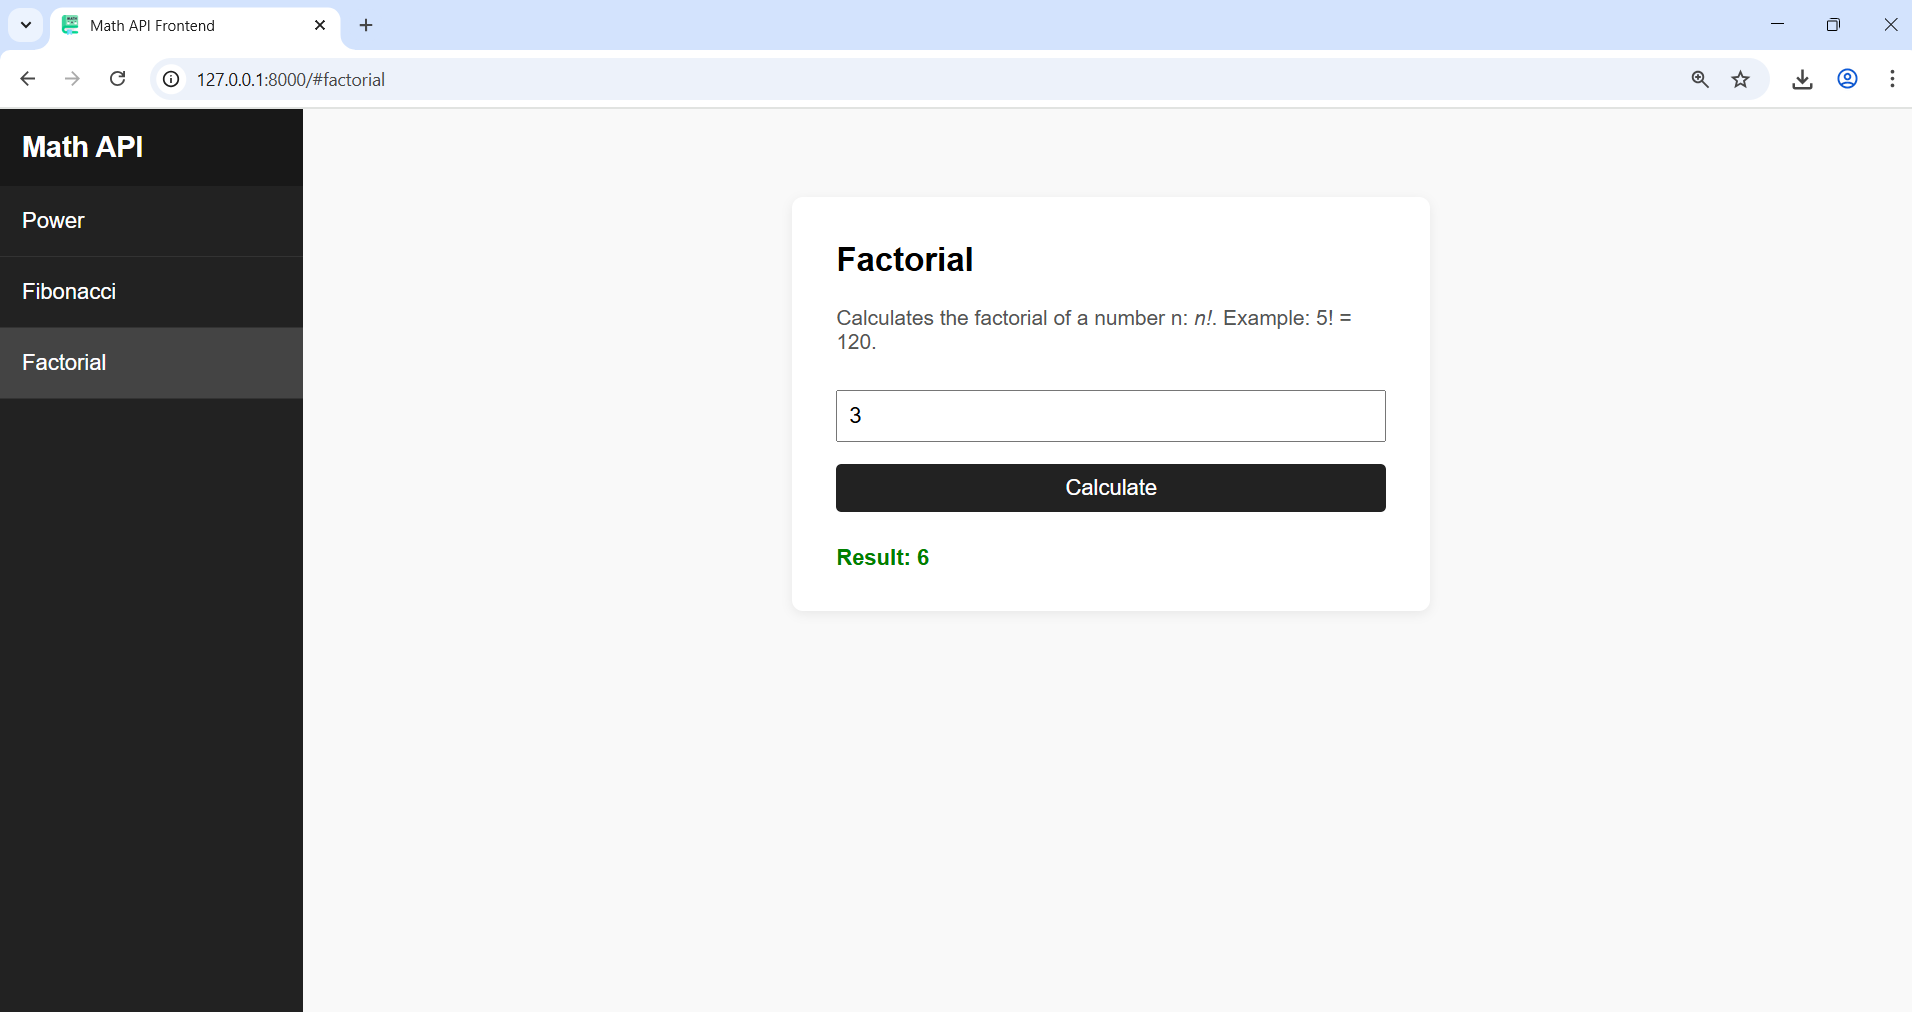 Math API Frontend
127.0.0.1:8000/#factorial
Math API
Power
Fibonacci
Factorial
Factorial
Calculates the factorial of a number n: n!. Example: 5! =
120.
3
Calculate
Result: 6